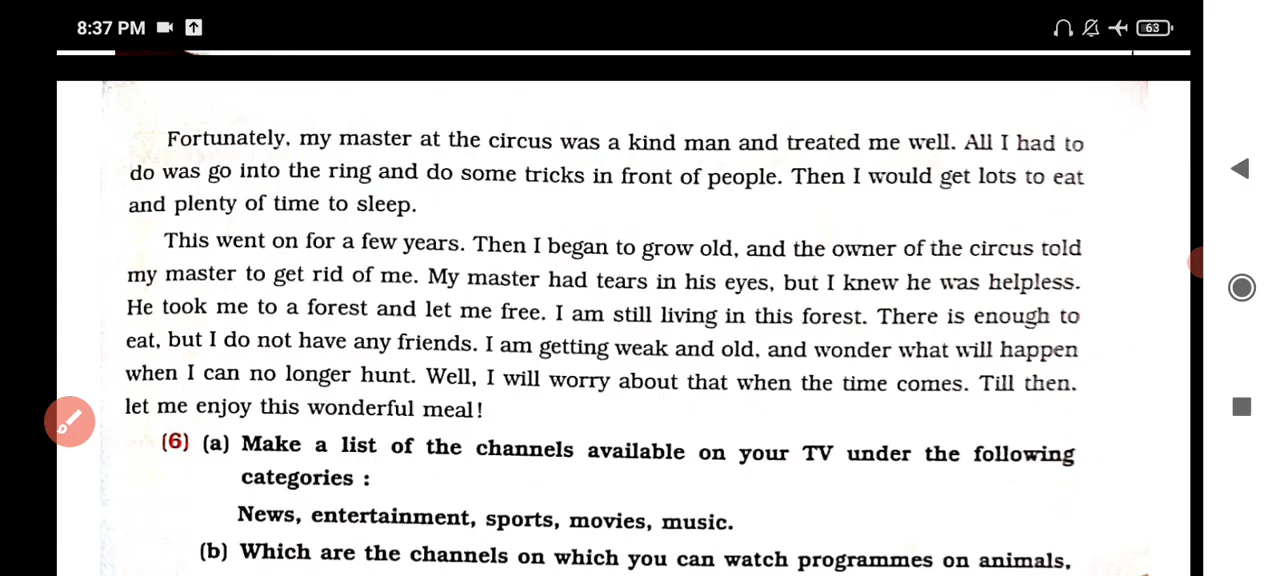 8:37 PM
63
Fortunately, my master at the circus was a kind man and treated me well. All I had to
do was go into the ring and do some tricks in front of people. Then I would get lots to eat
and plenty of time to sleep.
This went on for a few years. Then I began to grow old, and the owner of the circus told
my master to get rid of me. My master had tears in his eyes, but I knew he was helpless.
He took me to a forest and let me free. I am still living in this forest. There is enough to
eat, but I do not have any friends. I am getting weak and old, and wonder what will happen
when I can no longer hunt. Well, I will worry about that when the time comes. Till then,
let me enjoy this wonderful meal!
(6) (a) Make a list of the channels available on your TV under the following
categories :
News, entertainment, sports, movies, music.
(b) Which are the channels on which you can watch programmes on animals,